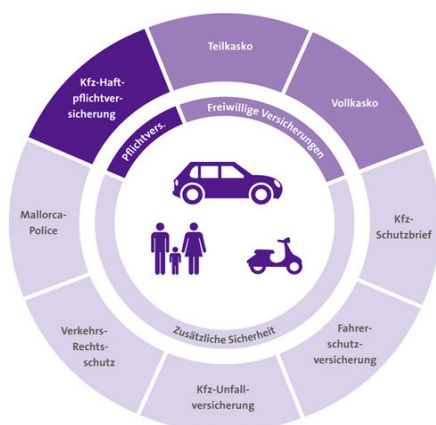 Teilkasko
Kfz-Haft-
pflichtver-
sicherung
Vollkasko
Pflichtvers.
Freiwillige Versicherungen
Mallorca-
Police
Kfz-
Schutzbrief
Zusätzliche Sicherheit
Verkehrs-
Rechts-
schutz
Fahrer-
schutz-
versicherung
Kfz-Unfall-
versicherung